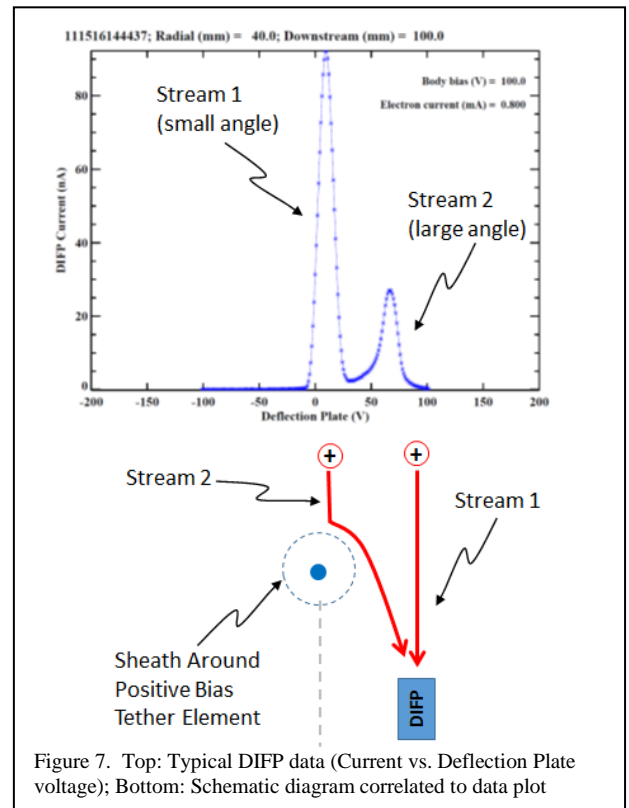 111516144437; Radial (mm) = 40.0; Downstream (mm) = 100.0
Body bias (V) = 100.0
Electron current (mA) = 0.800
Stream 1
(small angle)
Stream 2
(large angle)
DIFP Current (nA)
80
60
40
20
0
-200 -150 -100 -50 0 50 100 150 200
Deflection Plate (V)
+ +
Stream 2
Stream 1
Sheath Around
Positive Bias
Tether Element
DIFP
Figure 7. Top: Typical DIFP data (Current vs. Deflection Plate
voltage); Bottom: Schematic diagram correlated to data plot